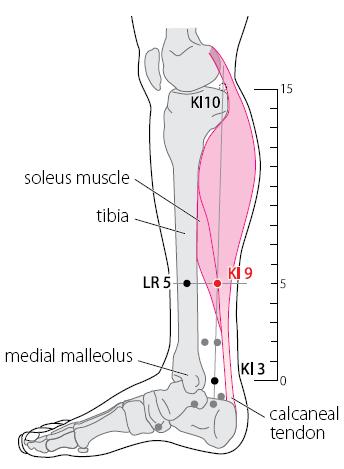 15
KI10
soleus muscle
tibia
KI 9
LR 5
5
medial malleolus
KI 3
0
calcaneal
tendon